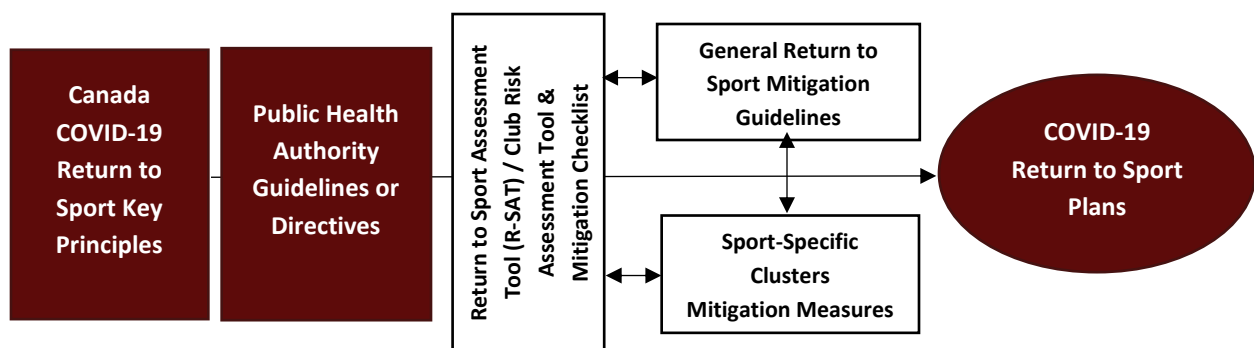 Canada
COVID-19
Return to
Sport Key
Principles
Public Health
Authority
Guidelines or
Directives
Return to Sport Assessment
Tool (R-SAT) / Club Risk
Assessment Tool &
Mitigation Checklist
General Return to
Sport Mitigation
Guidelines
Sport-Specific
Clusters
Mitigation Measures
COVID-19
Return to Sport
Plans